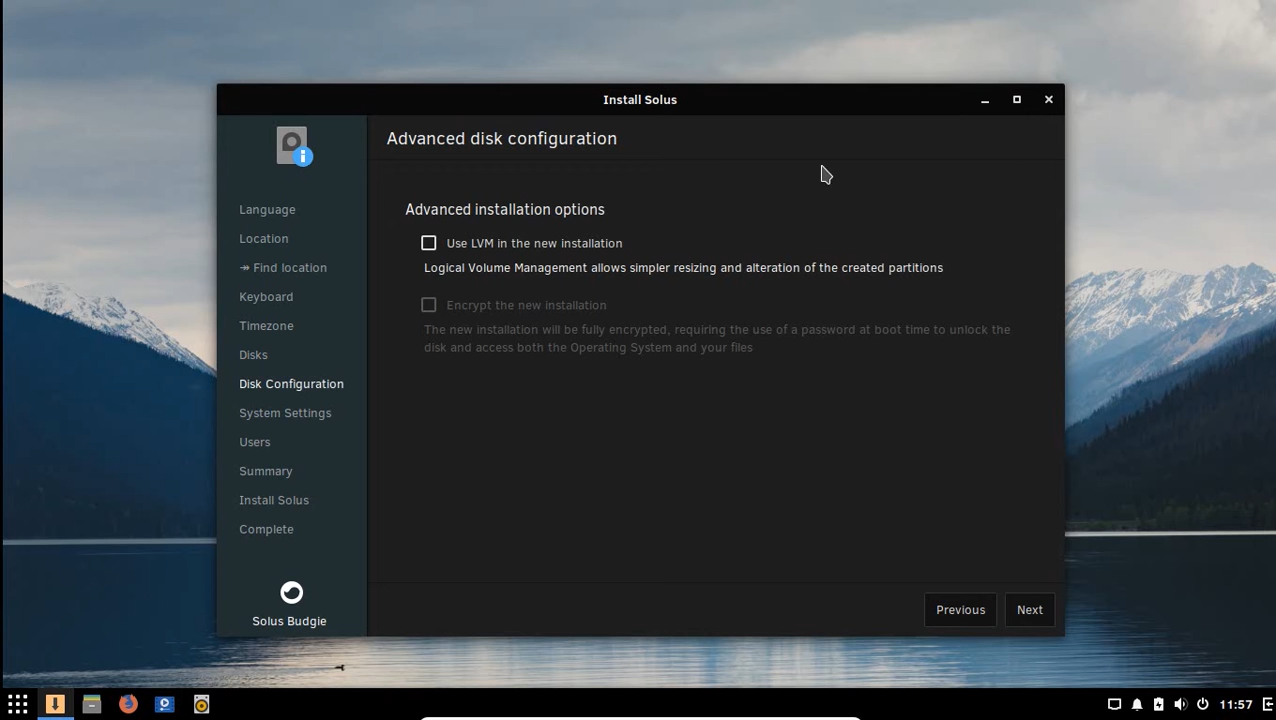 Install Solus
Advanced disk configuration
Language
Location
↠ Find location
Keyboard
Timezone
Disks
Disk Configuration
System Settings
Users
Summary
Install Solus
Complete
Solus Budgie
Advanced installation options
Use LVM in the new installation
Logical Volume Management allows simpler resizing and alteration of the created partitions
Encrypt the new installation
The new installation will be fully encrypted, requiring the use of a password at boot time to unlock the
disk and access both the Operating System and your files
Previous
Next
11:57